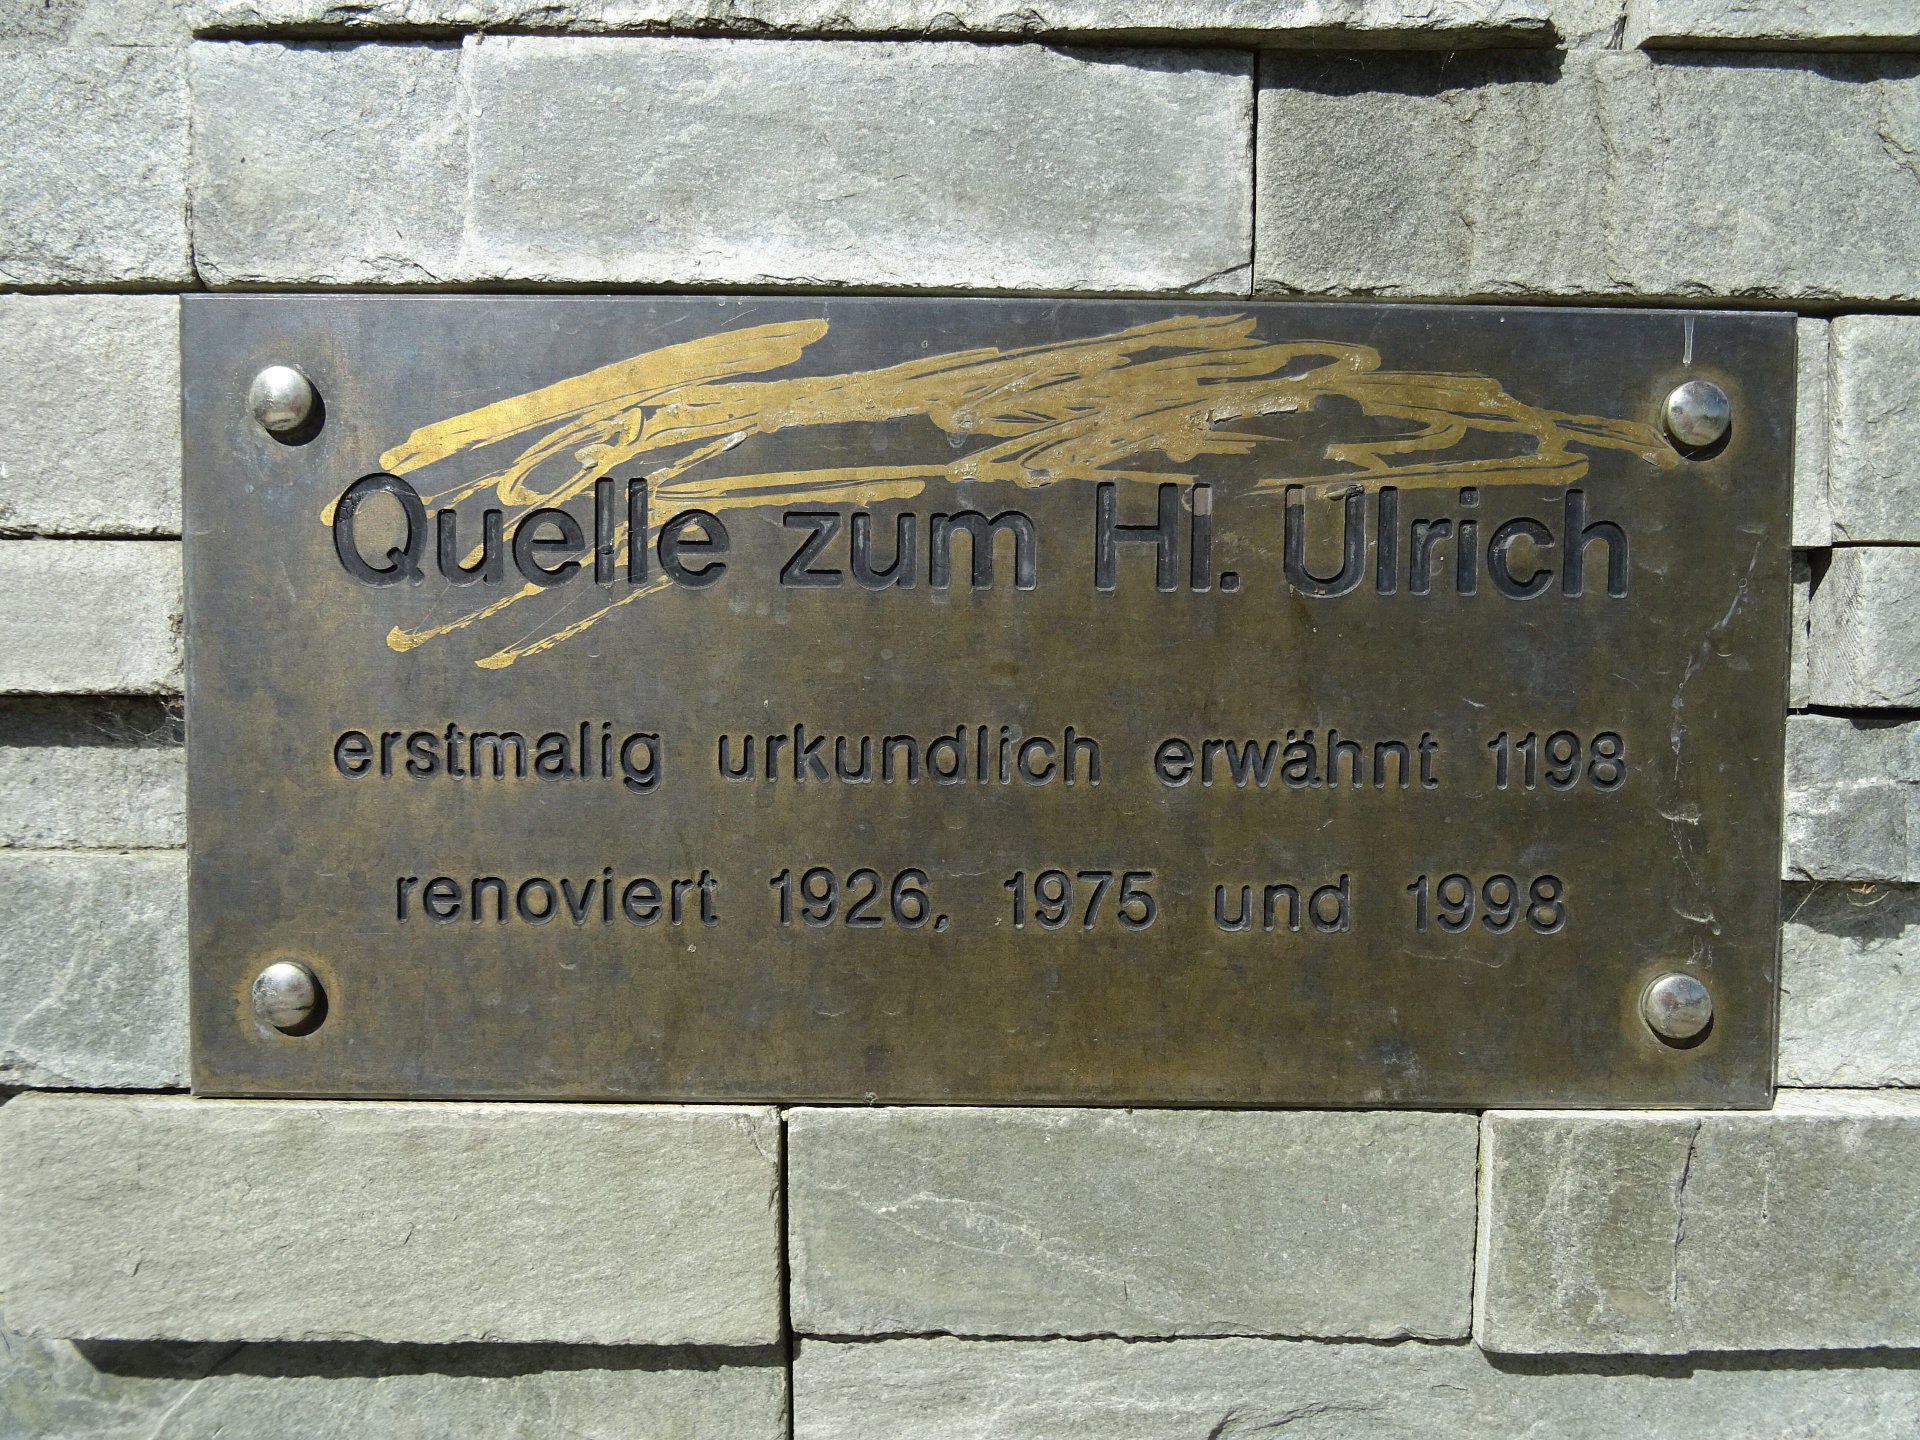 Quelle zum Hl. Ulrich
erstmalig urkundlich erwähnt 1198
renoviert 1926, 1975 und 1998